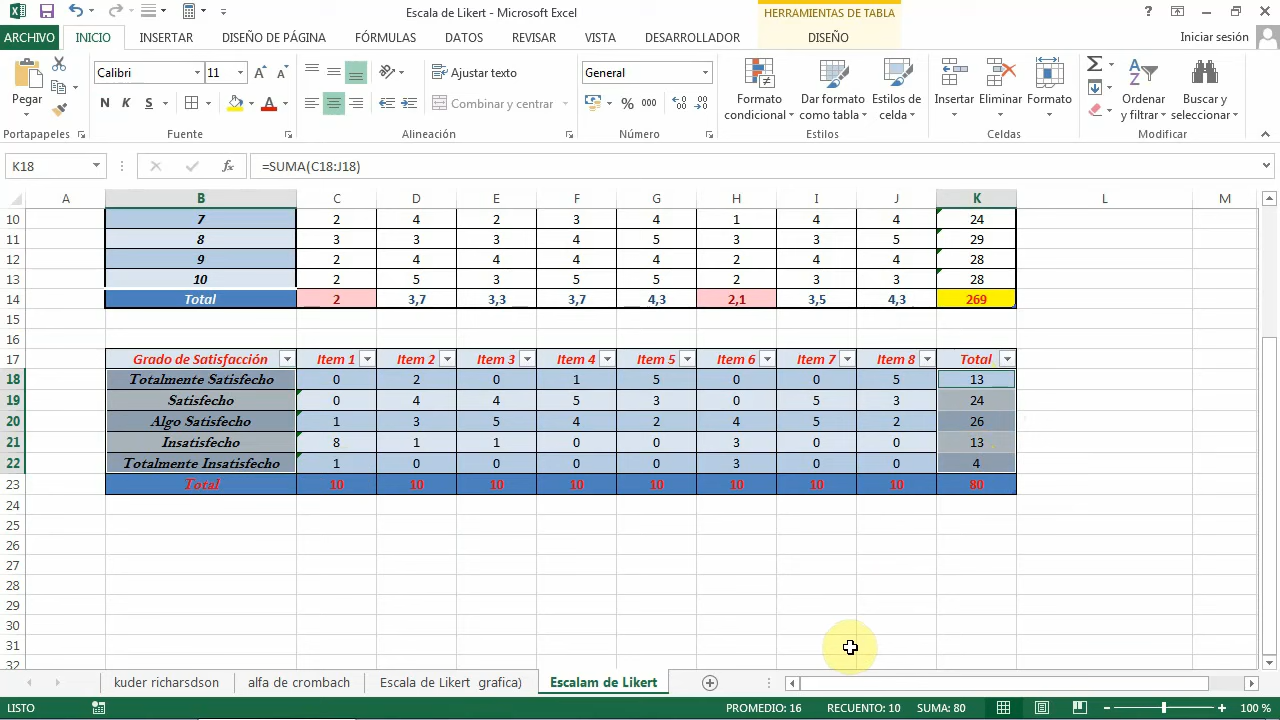 Escala de Likert - Microsoft Excel
HERRAMIENTAS DE TABLA
ARCHIVO INICIO INSERTAR DISEÑO DE PÁGINA FÓRMULAS DATOS REVISAR VISTA DESARROLLADOR DISEÑO Iniciar sesión
Calibri 11 Ajustar texto General
Pegar N K S Combinar y centrar % 000 Formato condicional Dar formato como tabla Estilos de celda Insertar Eliminar Formato Ordenar y filtrar Buscar y seleccionar
Portapapeles Fuente Alineación Número Estilos Celdas Modificar
K18 fx =SUMA(C18:J18)
A B C D E F G H I J K L M
10 7 2 4 2 3 4 1 4 4 24
11 8 3 3 3 4 5 3 3 5 29
12 9 2 4 4 4 4 2 4 4 28
13 10 2 5 3 5 5 2 3 3 28
14 Total 2 3,7 3,3 3,7 4,3 2,1 3,5 4,3 269
15
16
17 Grado de Satisfacción Item 1 Item 2 Item 3 Item 4 Item 5 Item 6 Item 7 Item 8 Total
18 Totalmente Satisfecho 0 2 0 1 5 0 0 5 13
19 Satisfecho 0 4 4 5 3 0 5 3 24
20 Algo Satisfecho 1 3 5 4 2 4 5 2 26
21 Insatisfecho 8 1 1 0 0 3 0 0 13
22 Totalmente Insatisfecho 1 0 0 0 0 3 0 0 4
23 Total 10 10 10 10 10 10 10 10 80
24
25
26
27
28
29
30
31
32
kuder richarsdson alfa de crombach Escala de Likert grafica) Escalam de Likert
LISTO PROMEDIO: 16 RECUENTO: 10 SUMA: 80 100 %